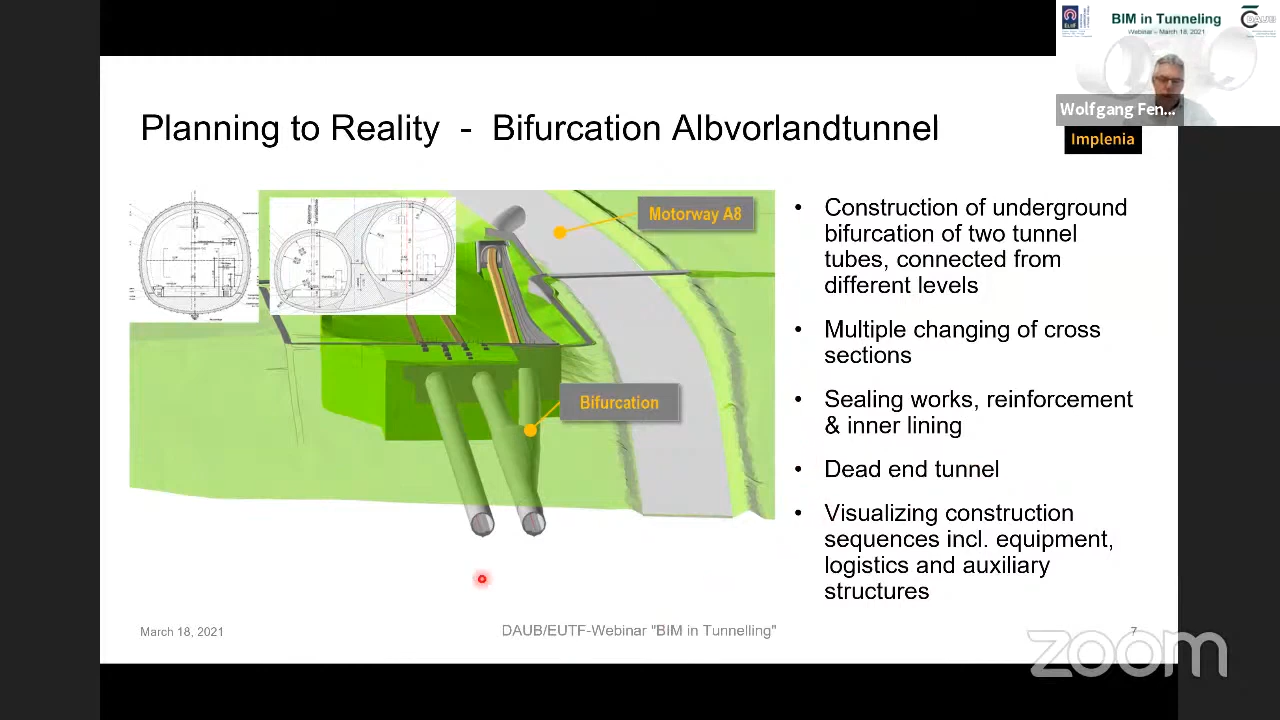 BIM in Tunneling
Webinar – March 18, 2021
DAUB
Wolfgang Fen...
Implenia
Planning to Reality - Bifurcation Albvorlandtunnel
Motorway A8
Bifurcation
• Construction of underground
bifurcation of two tunnel
tubes, connected from
different levels
• Multiple changing of cross
sections
• Sealing works, reinforcement
& inner lining
• Dead end tunnel
• Visualizing construction
sequences incl. equipment,
logistics and auxiliary
structures
March 18, 2021
DAUB/EUTF-Webinar "BIM in Tunnelling"
7
zoom